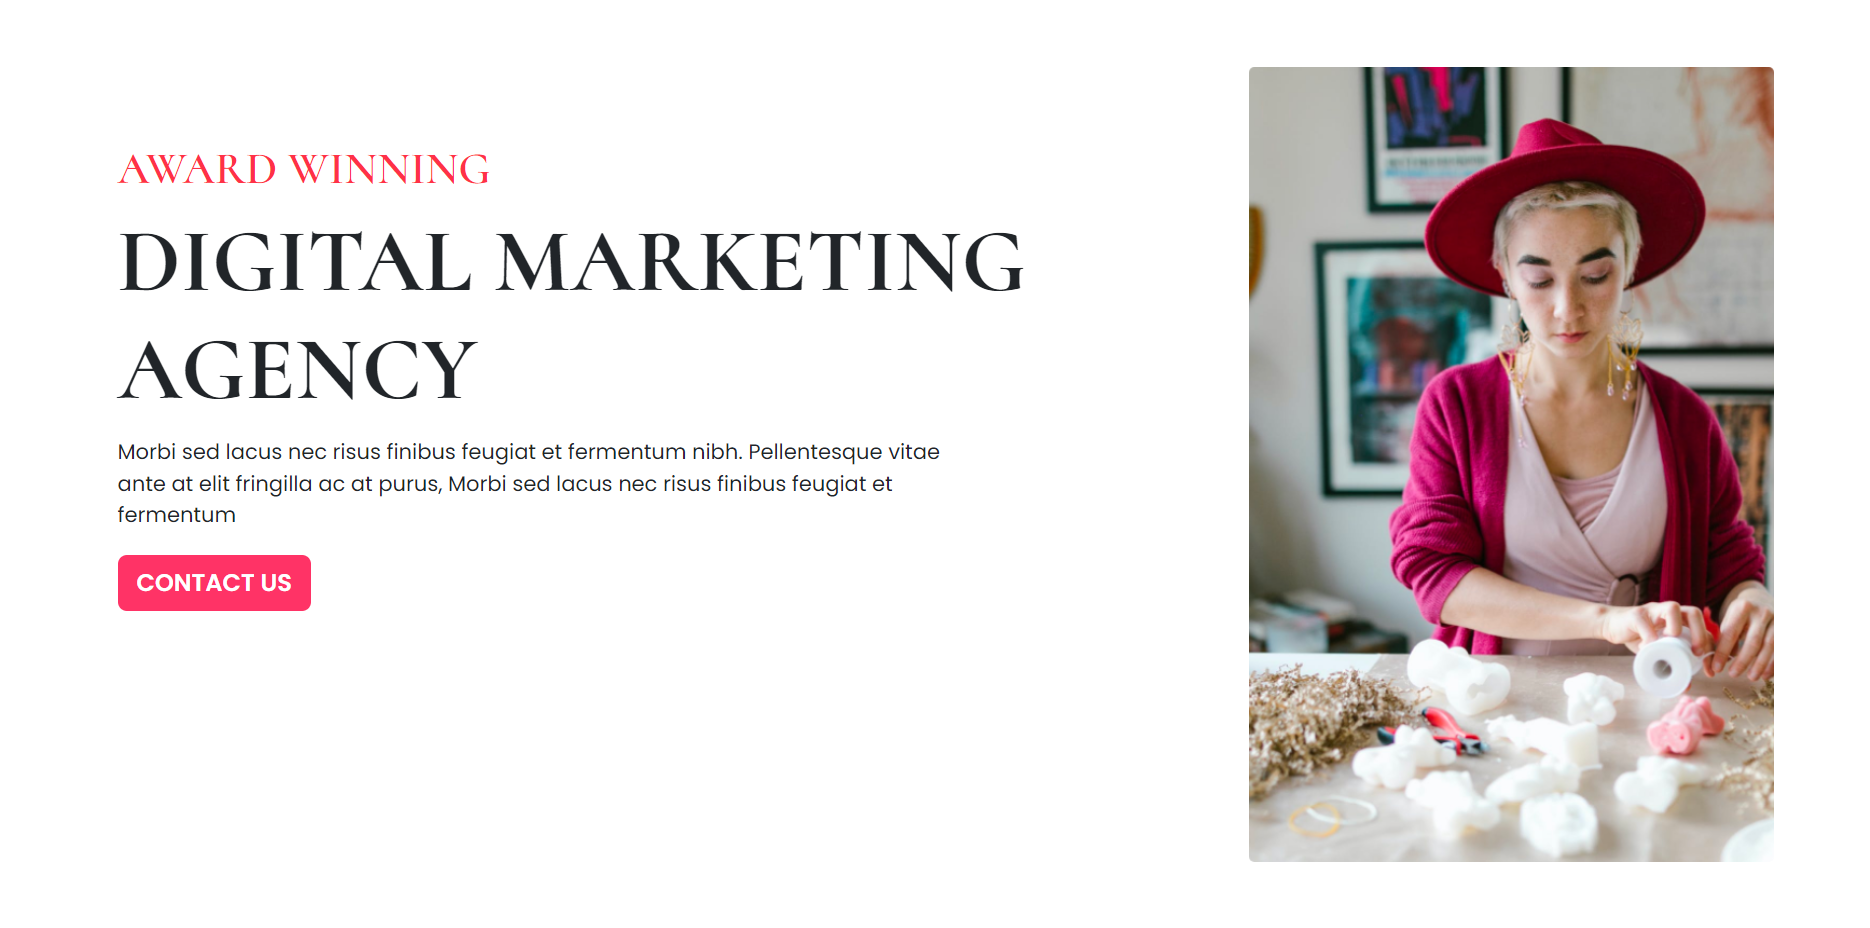 AWARD WINNING
DIGITAL MARKETING
AGENCY
Morbi sed lacus nec risus finibus feugiat et fermentum nibh. Pellentesque vitae
ante at elit fringilla ac at purus, Morbi sed lacus nec risus finibus feugiat et
fermentum
CONTACT US